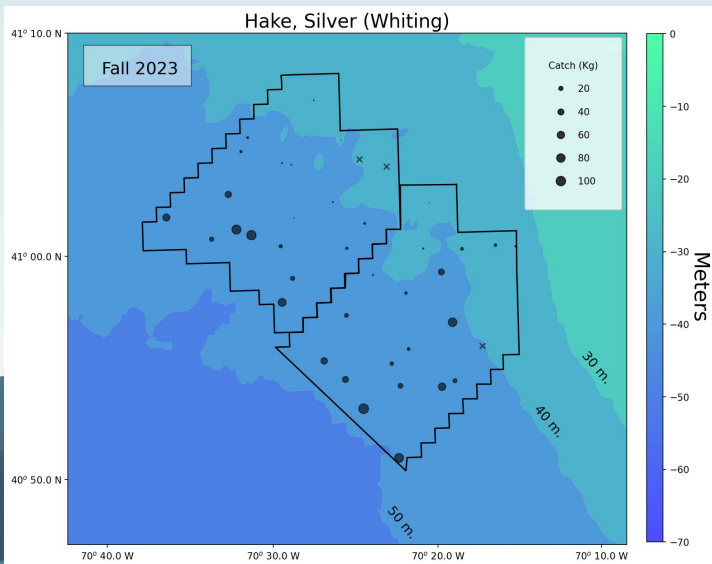 Hake, Silver (Whiting)
41° 10.0 N
Fall 2023
Catch (Kg)
20
40
60
80
100
41° 00.0 N
40° 50.0 N
30 m.
40 m.
50 m.
70° 40.0 W
70° 30.0 W
70° 20.0 W
70° 10.0 W
0
−10
−20
−30
−40
−50
−60
−70
Meters